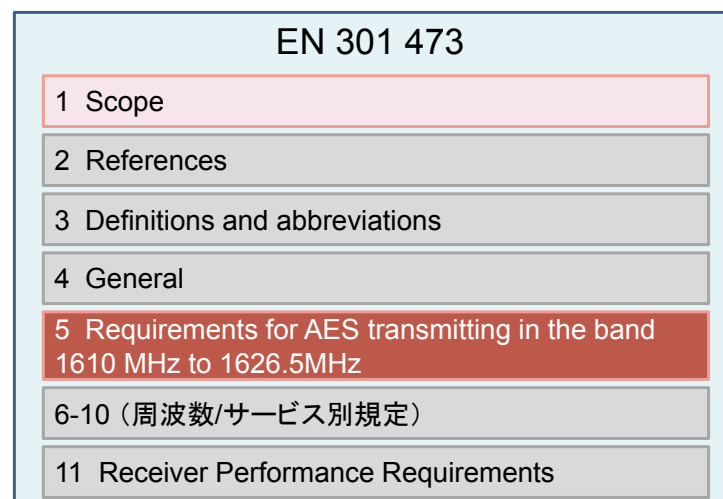 EN 301 473
1 Scope
2 References
3 Definitions and abbreviations
4 General
5 Requirements for AES transmitting in the band
1610 MHz to 1626.5MHz
6-10（周波数/サービス別規定）
11 Receiver Performance Requirements